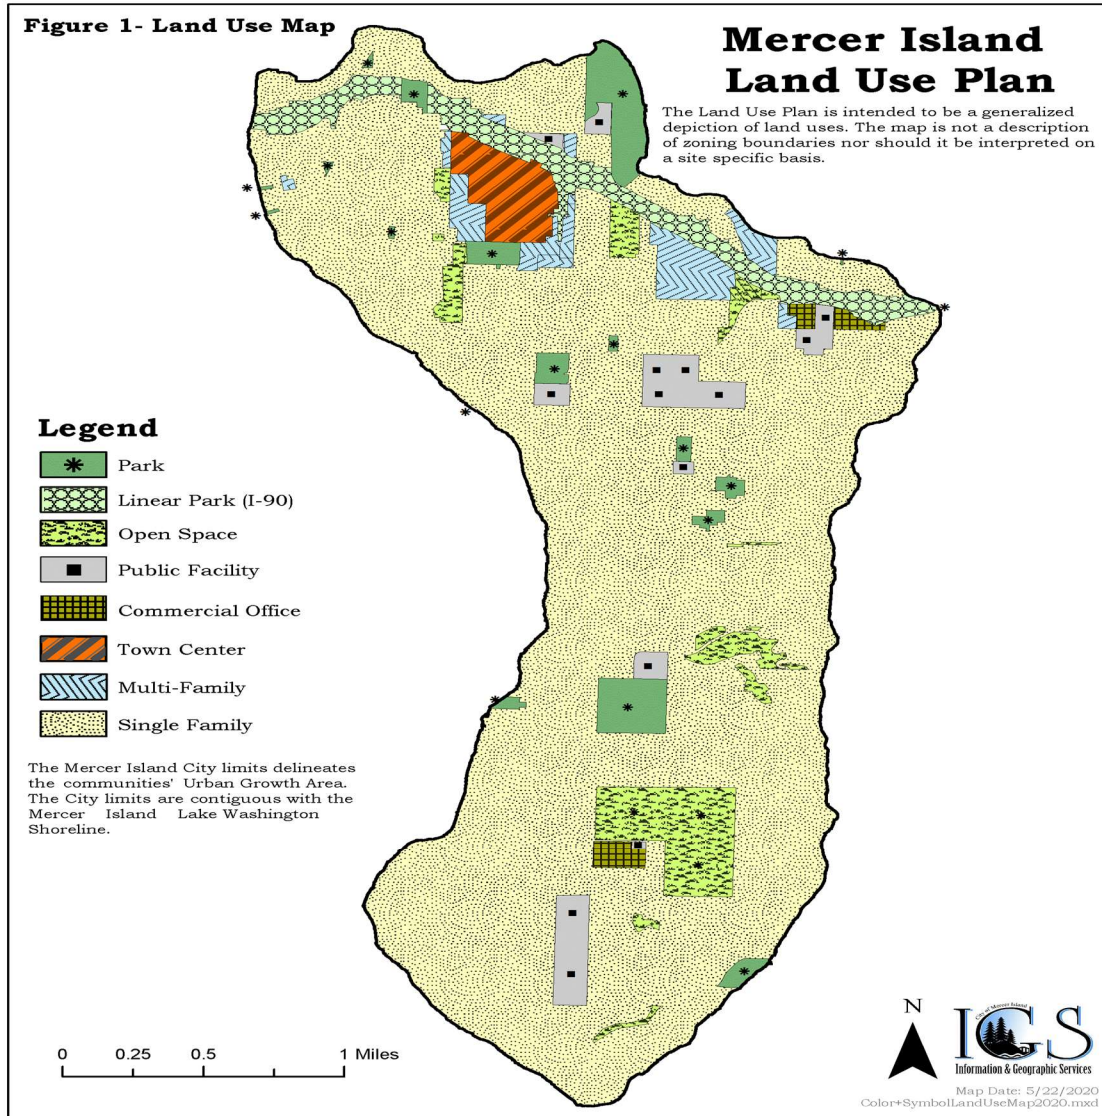 Figure 1- Land Use Map
Mercer Island
Land Use Plan
The Land Use Plan is intended to be a generalized
depiction of land uses. The map is not a description
of zoning boundaries nor should it be interpreted on
a site specific basis.
Legend
Park
Linear Park (I-90)
Open Space
Public Facility
Commercial Office
Town Center
Multi-Family
Single Family
The Mercer Island City limits delineates
the communities' Urban Growth Area.
The City limits are contiguous with the
Mercer Island Lake Washington
Shoreline.
0 0.25 0.5 1 Miles
N
City of Mercer Island
IGS
Information & Geographic Services
Map Date: 5/22/2020
Color+SymbolLandUseMap2020.mxd